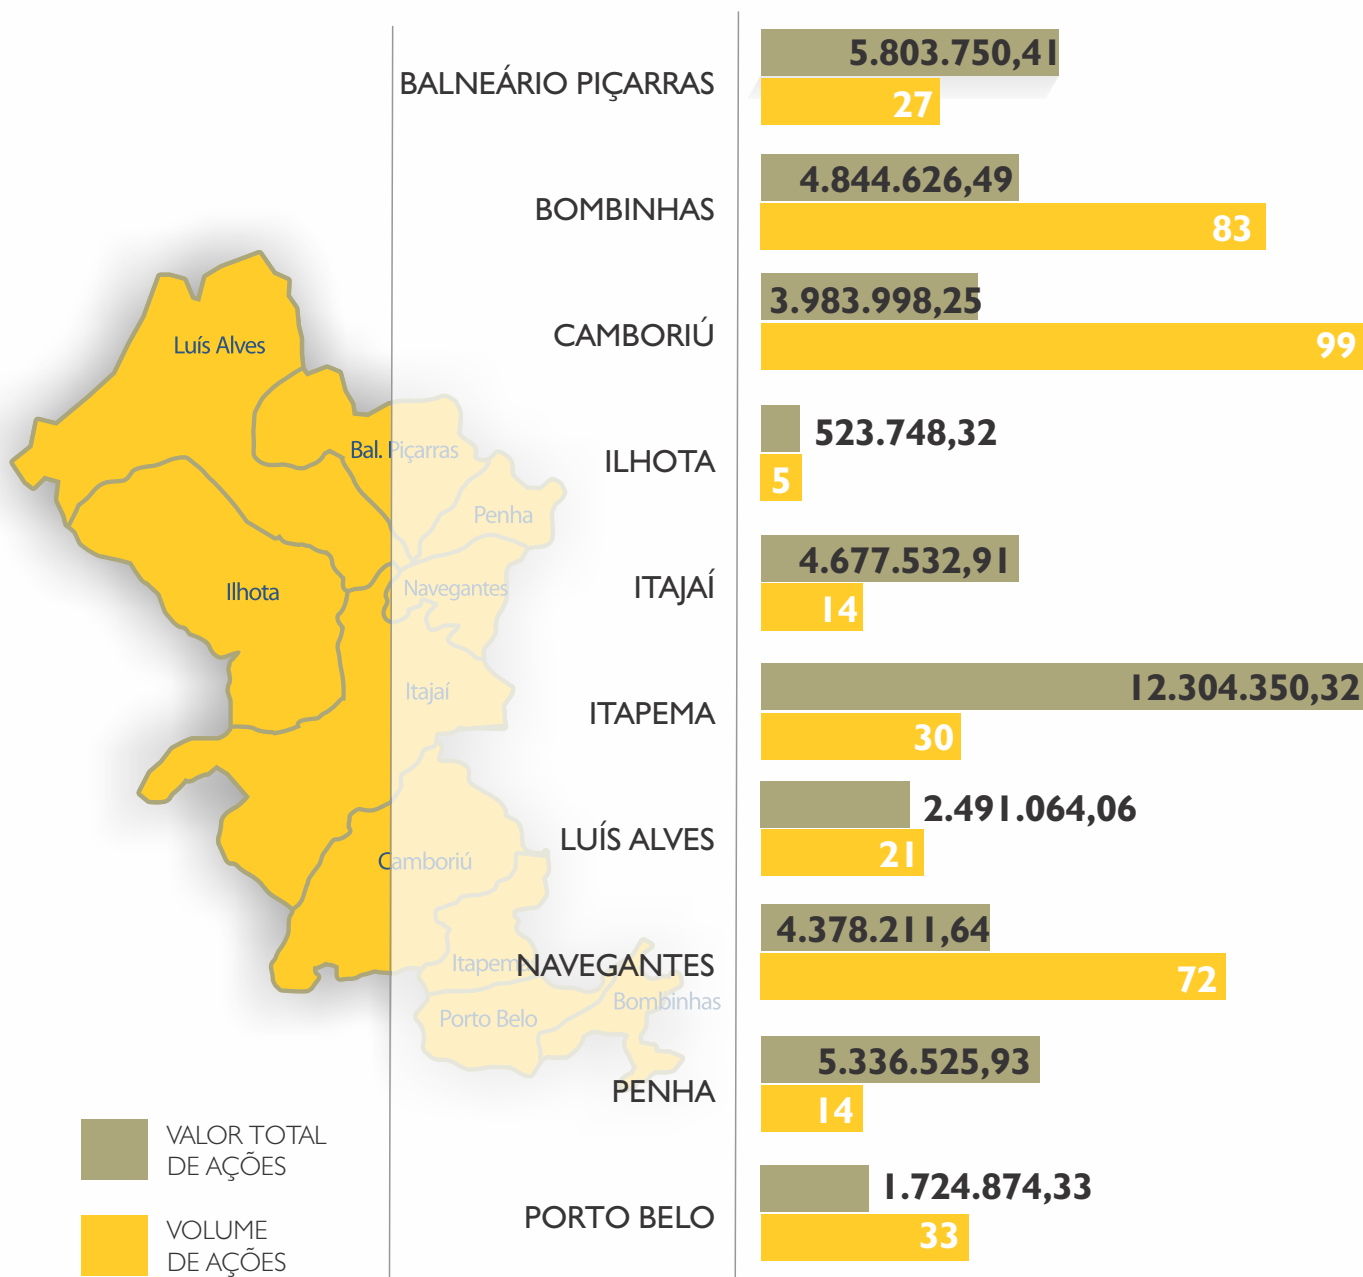 BALNEÁRIO PIÇARRAS
5.803.750,41
27
BOMBINHAS
4.844.626,49
83
CAMBORIÚ
3.983.998,25
99
ILHOTA
523.748,32
5
ITAJAÍ
4.677.532,91
14
ITAPEMA
12.304.350,32
30
LUÍS ALVES
2.491.064,06
21
NAVEGANTES
4.378.211,64
72
PENHA
5.336.525,93
14
PORTO BELO
1.724.874,33
33
Luís Alves
Bal. Piçarras
Penha
Ilhota
Navegantes
Itajaí
Camboriú
Itapema
Bombinhas
Porto Belo
VALOR TOTAL
DE AÇÕES
VOLUME
DE AÇÕES